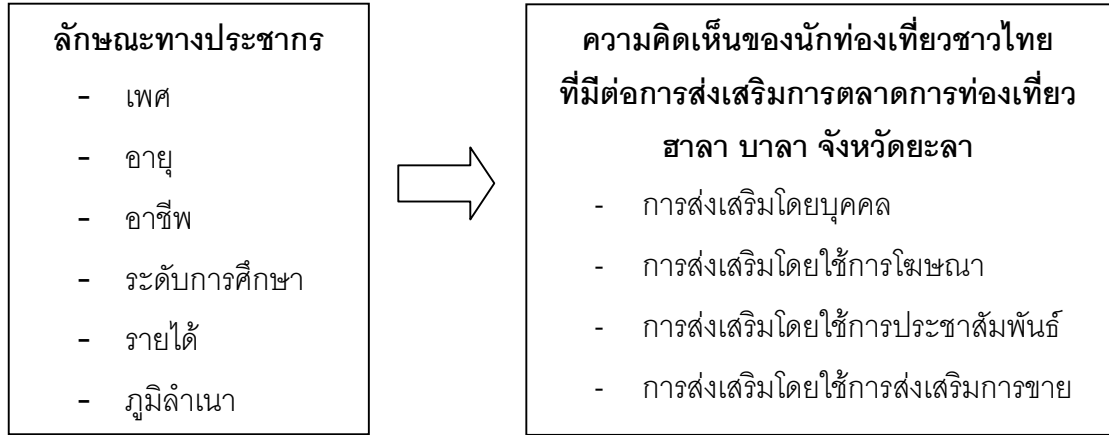 ลักษณะทางประชากร
- เพศ
- อายุ
- อาชีพ
- ระดับการศึกษา
- รายได้
- ภูมิลำเนา
ความคิดเห็นของนักท่องเที่ยวชาวไทย
ที่มีต่อการส่งเสริมการตลาดการท่องเที่ยว
ฮาลา บาลา จังหวัดยะลา
- การส่งเสริมโดยบุคคล
- การส่งเสริมโดยใช้การโฆษณา
- การส่งเสริมโดยใช้การประชาสัมพันธ์
- การส่งเสริมโดยใช้การส่งเสริมการขาย